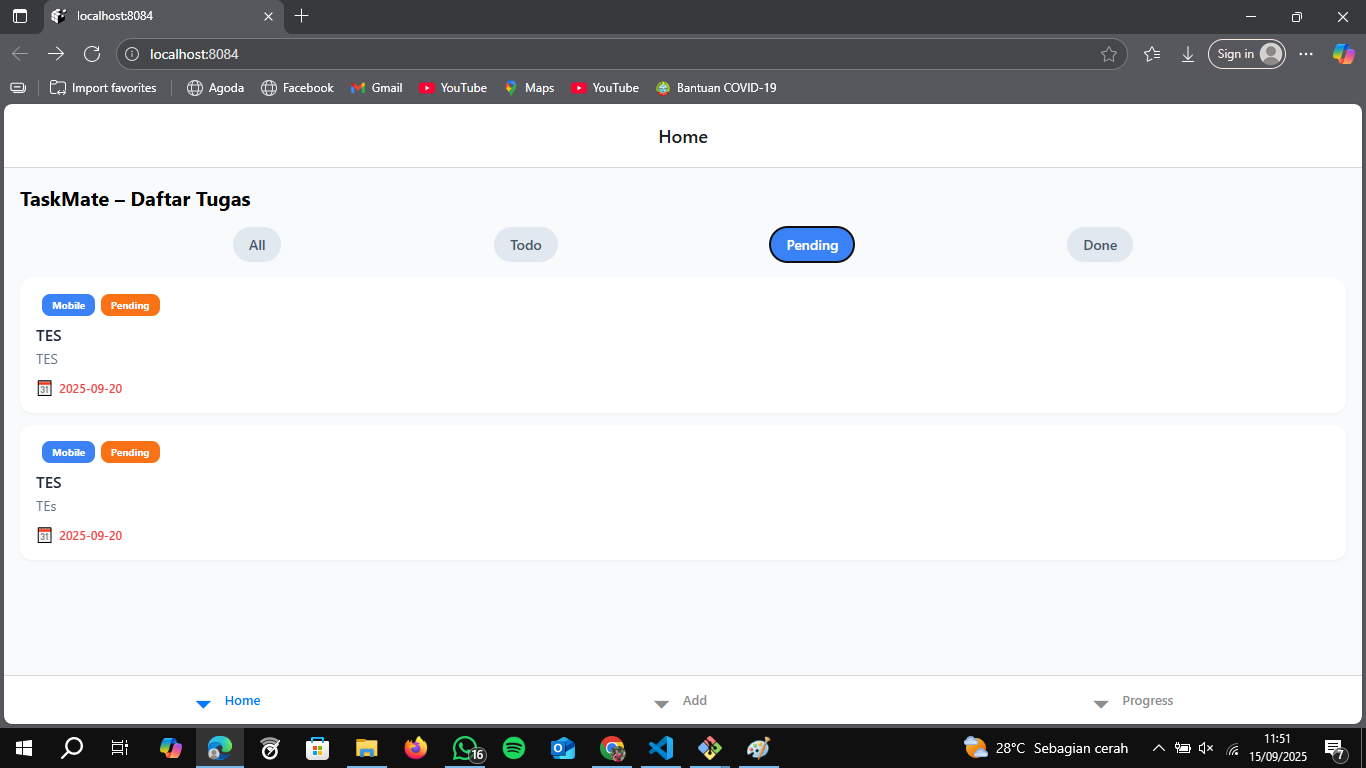 localhost:8084
localhost:8084
Sign in
Import favorites
Agoda
Facebook
Gmail
YouTube
Maps
YouTube
Bantuan COVID-19
Home
TaskMate – Daftar Tugas
All
Todo
Pending
Done
Mobile
Pending
TES
TES
31
2025-09-20
Mobile
Pending
TES
TEs
31
2025-09-20
Home
Add
Progress
16
28°C Sebagian cerah
11:51
15/09/2025
7